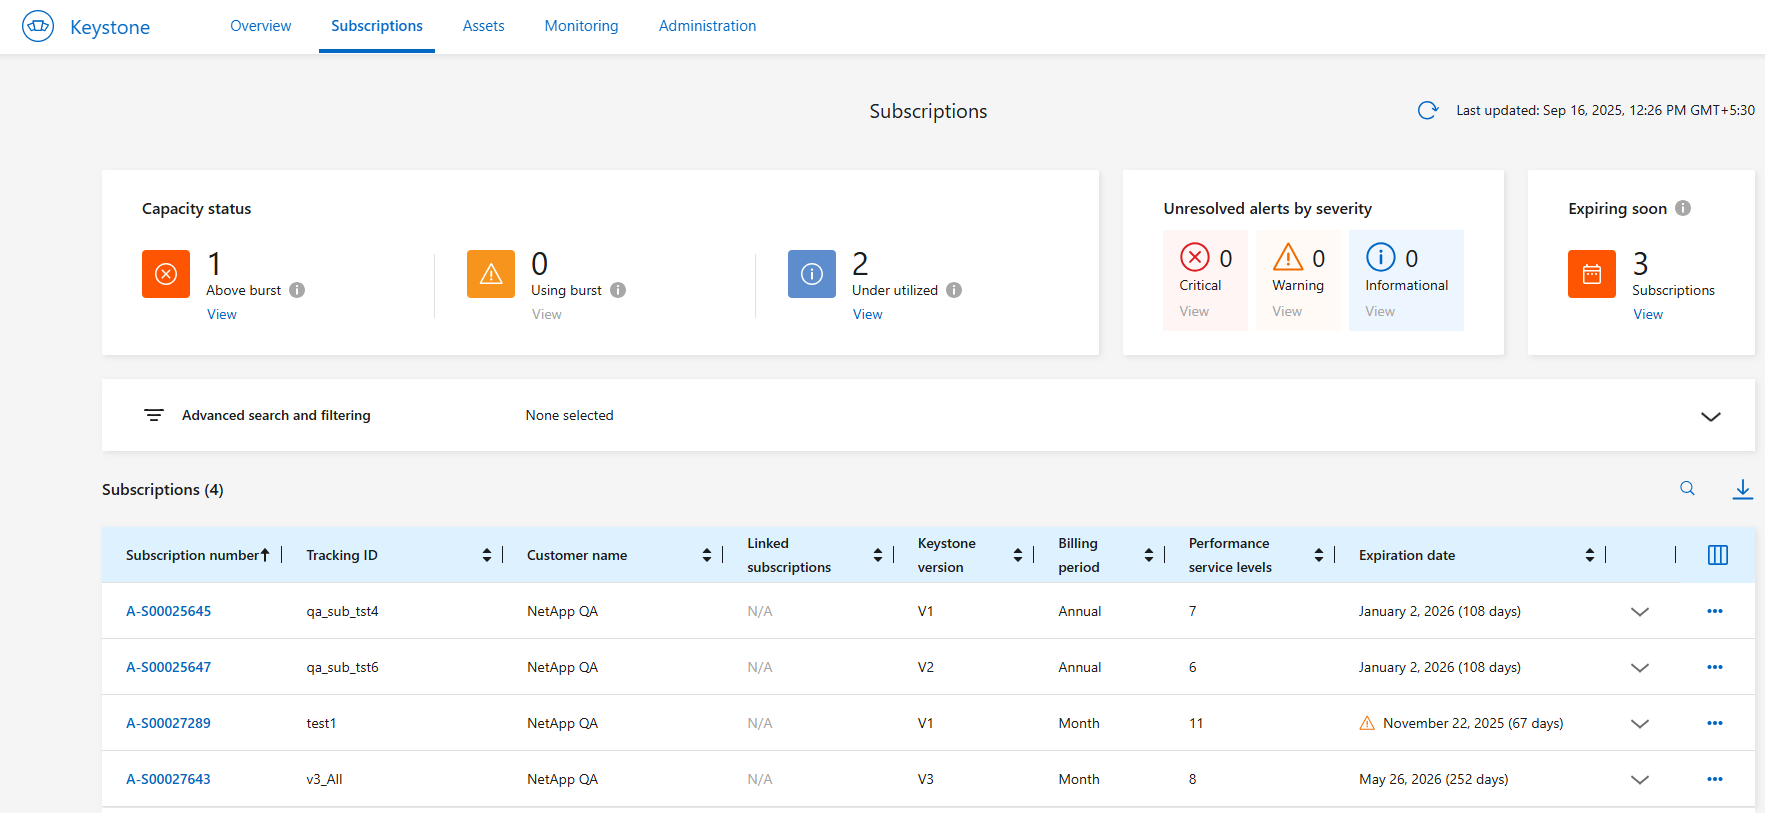 Keystone
Overview
Subscriptions
Assets
Monitoring
Administration
Subscriptions
Last updated: Sep 16, 2025, 12:26 PM GMT+5:30
Capacity status
1
Above burst
View
0
Using burst
View
2
Under utilized
View
Unresolved alerts by severity
0
Critical
View
0
Warning
View
0
Informational
View
Expiring soon
3
Subscriptions
View
Advanced search and filtering
None selected
Subscriptions (4)
Subscription number
Tracking ID
Customer name
Linked
subscriptions
Keystone
version
Billing
period
Performance
service levels
Expiration date
A-S00025645 qa_sub_tst4 NetApp QA N/A V1 Annual 7 January 2, 2026 (108 days)
A-S00025647 qa_sub_tst6 NetApp QA N/A V2 Annual 6 January 2, 2026 (108 days)
A-S00027289 test1 NetApp QA N/A V1 Month 11 November 22, 2025 (67 days)
A-S00027643 v3_All NetApp QA N/A V3 Month 8 May 26, 2026 (252 days)